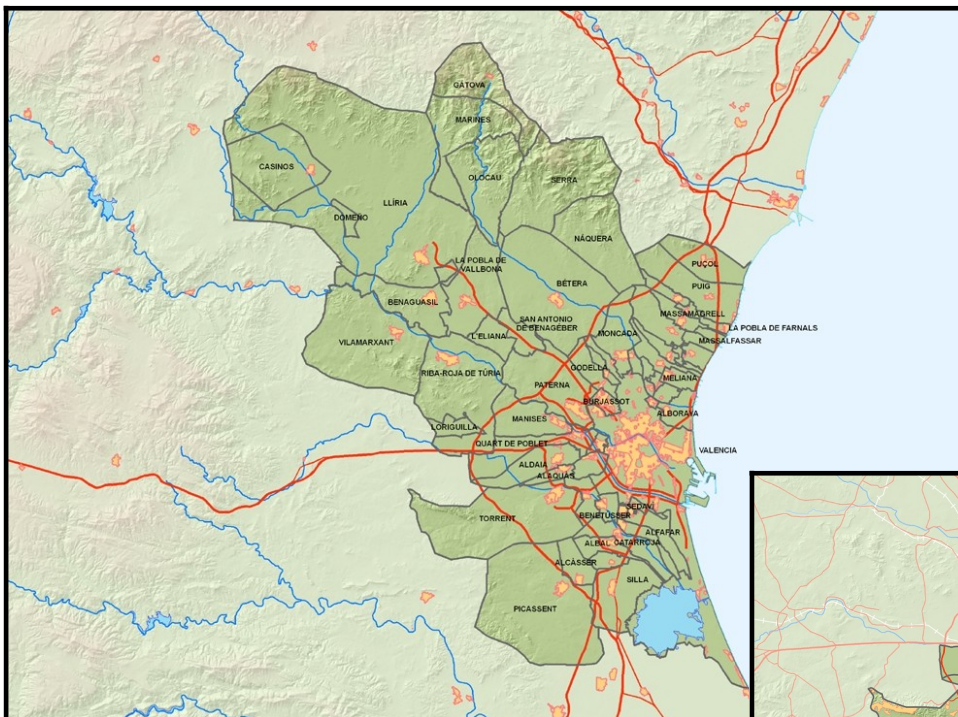 GÀTOVA
MARINES
CASINOS
OLOCAU
SERRA
LLÍRIA
DOMEÑO
NÀQUERA
LA POBLA DE
VALLBONA
PUÇOL
BÉTERA
PUIG
BENAGUASIL
MASSAMAGRELL
SAN ANTONIO
DE BENAGÉBER
LA POBLA DE FARNALS
MONCADA
L'ELIANA
MASSALFASSAR
VILAMARXANT
GODELLA
RIBA-ROJA DE TÚRIA
MELIANA
PATERNA
BURJASSOT
ALBORAYA
MANISES
LORIGUILLA
QUART DE POBLET
VALENCIA
ALDAIA
ALAQUÀS
SEDAVÍ
TORRENT
BENETÚSSER
ALFAFAR
ALBAL
CATARROJA
ALCÀSSER
SILLA
PICASSENT